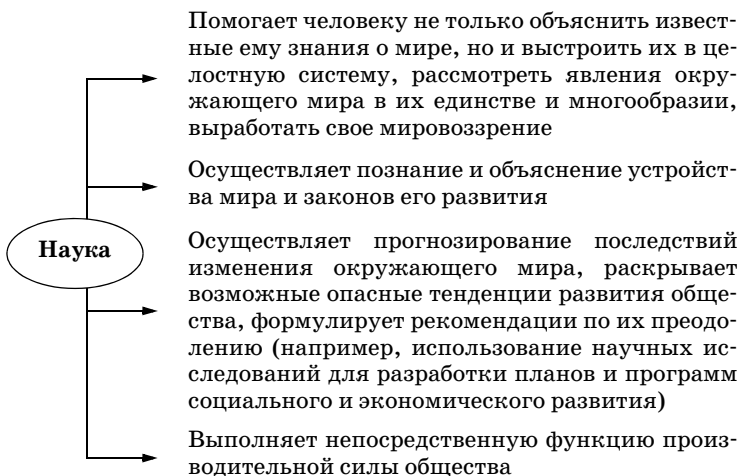 Помогает человеку не только объяснить извест-
ные ему знания о мире, но и выстроить их в це-
лостную систему, рассмотреть явления окру-
жающего мира в их единстве и многообразии,
выработать свое мировоззрение
Осуществляет познание и объяснение устройст-
ва мира и законов его развития
Наука
Осуществляет прогнозирование последствий
изменения окружающего мира, раскрывает
возможные опасные тенденции развития обще-
ства, формулирует рекомендации по их преодо-
лению (например, использование научных ис-
следований для разработки планов и программ
социального и экономического развития)
Выполняет непосредственную функцию произ-
водительной силы общества